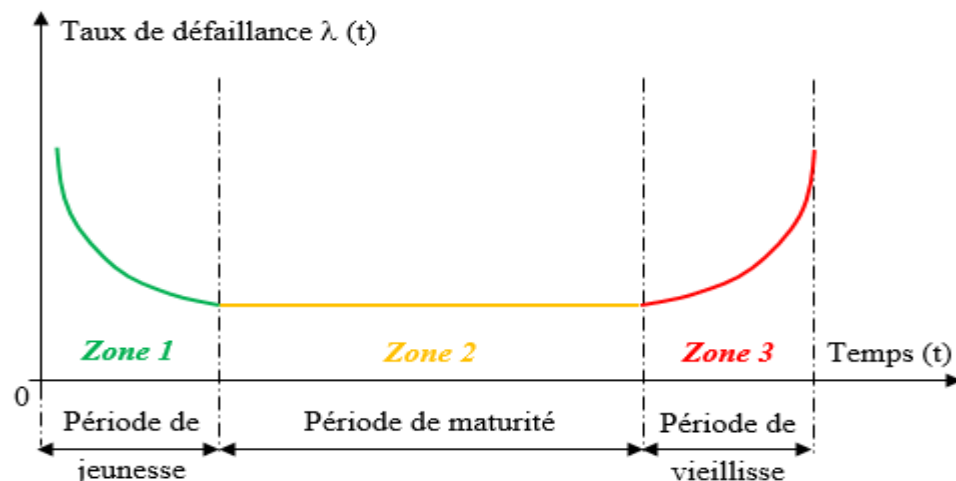 Taux de défaillance λ (t)
Zone 1
Zone 2
Zone 3
Temps (t)
0
Période de
jeunesse
Période de maturité
Période de
vieillisse